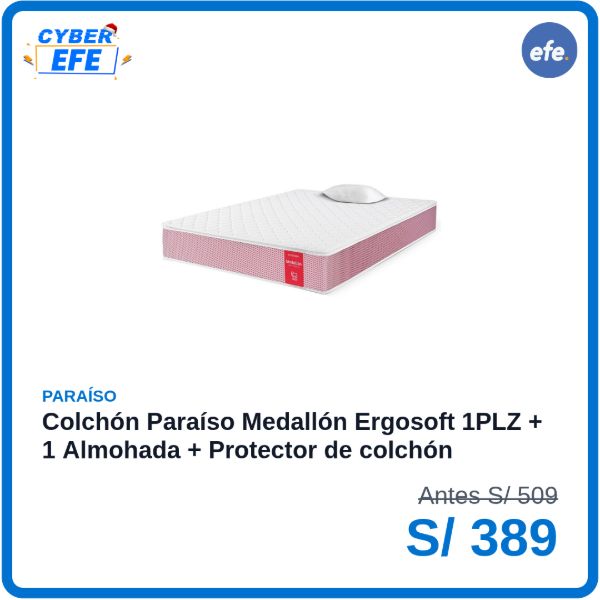 CYBER
EFE
efe.
PARAÍSO
Colchón Paraíso Medallón Ergosoft 1PLZ +
1 Almohada + Protector de colchón
Antes S/ 509
S/ 389